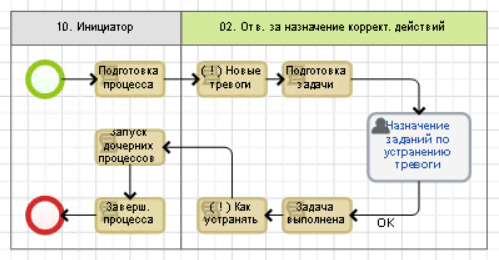 10. Инициатор
02. Отв. за назначение коррект. действий
Подготовка
процесса
( ! ) Новые
тревоги
Подготовка
задачи
Назначение
заданий по
устранению
тревоги
Запуск
дочерних
процессов
Заверш.
процесса
( ! ) Как
устранять
Задача
выполнена
OK